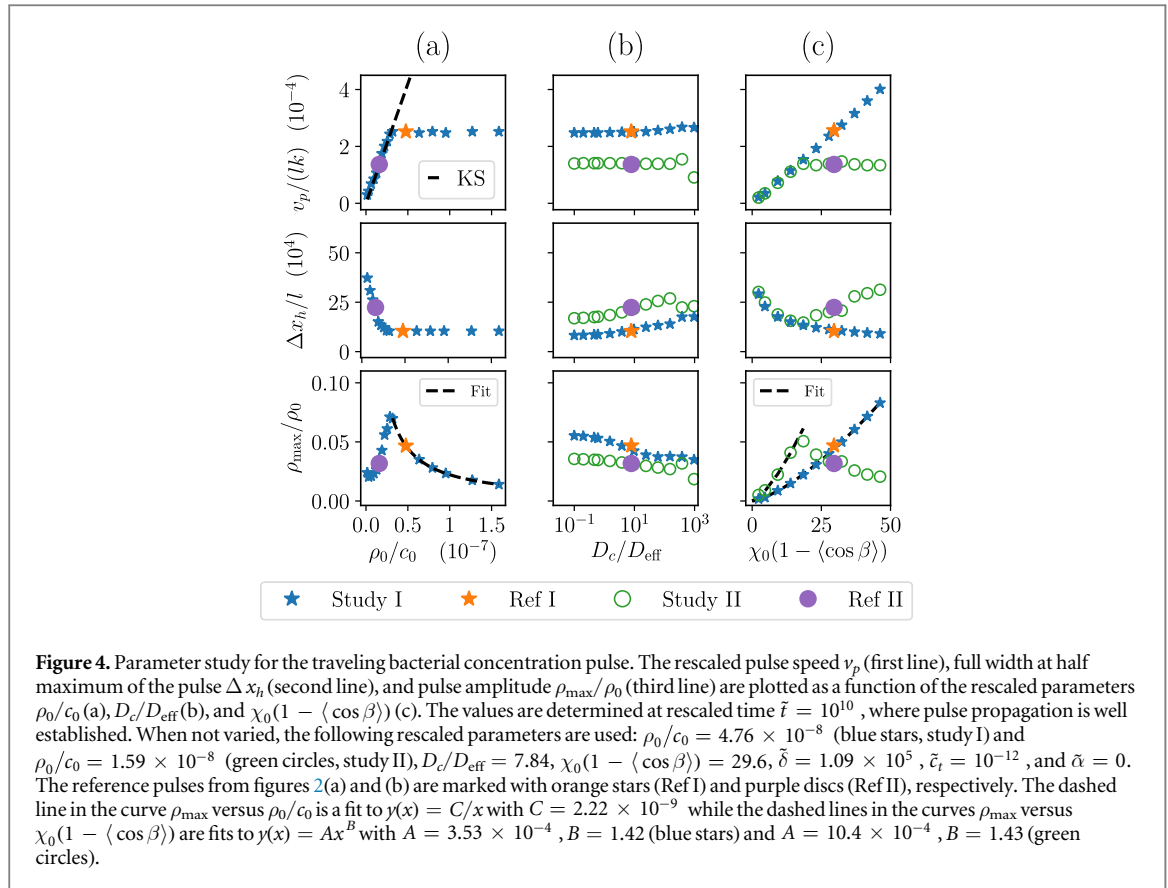 (a) (b) (c)
v_p/(lk) (10^{-4})
4
2
0
KS
Δx_h/l (10^4)
50
25
0
ρ_max/ρ_0
0.10
0.05
0.00
Fit
Fit
0.0 0.5 1 1.5
10^{-1} 10^1 10^3
0 25 50
ρ_0/c_0 (10^{-7})
D_c/D_eff
χ_0(1 − ⟨cos β⟩)
Study I Ref I Study II Ref II
Figure 4. Parameter study for the traveling bacterial concentration pulse. The rescaled pulse speed v_p (first line), full width at half
maximum of the pulse Δ x_h (second line), and pulse amplitude ρ_max/ρ_0 (third line) are plotted as a function of the rescaled parameters
ρ_0/c_0 (a), D_c/D_eff (b), and χ_0(1 − ⟨ cos β⟩) (c). The values are determined at rescaled time t̃ = 10^{10} , where pulse propagation is well
established. When not varied, the following rescaled parameters are used: ρ_0/c_0 = 4.76 × 10^{-8} (blue stars, study I) and
ρ_0/c_0 = 1.59 × 10^{-8} (green circles, study II), D_c/D_eff = 7.84, χ_0(1 − ⟨ cos β⟩) = 29.6, δ̃ = 1.09 × 10^5 , c̃_t = 10^{-12} , and α̃ = 0.
The reference pulses from figures 2(a) and (b) are marked with orange stars (Ref I) and purple discs (Ref II), respectively. The dashed
line in the curve ρ_max versus ρ_0/c_0 is a fit to y(x) = C/x with C = 2.22 × 10^{-9} while the dashed lines in the curves ρ_max versus
χ_0(1 − ⟨ cos β⟩) are fits to y(x) = Ax^B with A = 3.53 × 10^{-4} , B = 1.42 (blue stars) and A = 10.4 × 10^{-4} , B = 1.43 (green
circles).